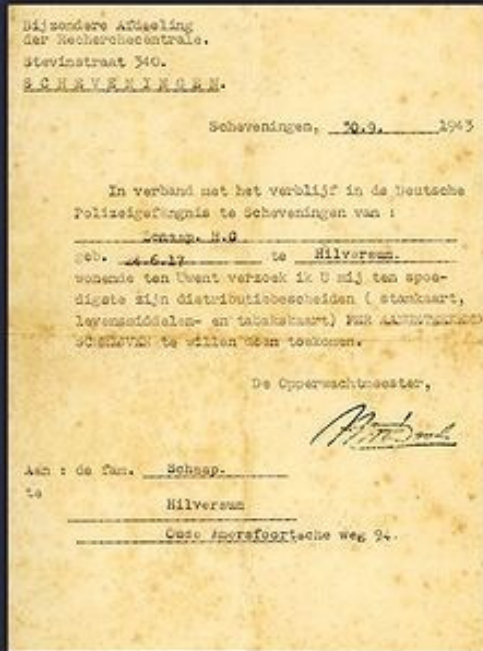 Bijzondere Afdeeling
der Recherchecentrale.
Stevinstraat 340.
SCHEVENINGEN.
Scheveningen, 30.9. 1943
In verband met het verblijf in de Deutsche
Polizeigefängnis te Scheveningen van :
Schaap. H.C
geb. 24.6.17 te Hilversum.
wonende ten Uwent verzoek ik U mij ten spoe-
digste zijn distributiebescheiden ( stamkaart,
levensmiddelen- en tabakskaart) PER AANGETEEKEND
SCHRIJVEN te willen doen toekomen.
De Opperwachtmeester,
Aan : de fam. Schaap.
te
Hilversum
Oude Amersfoortsche weg 94.